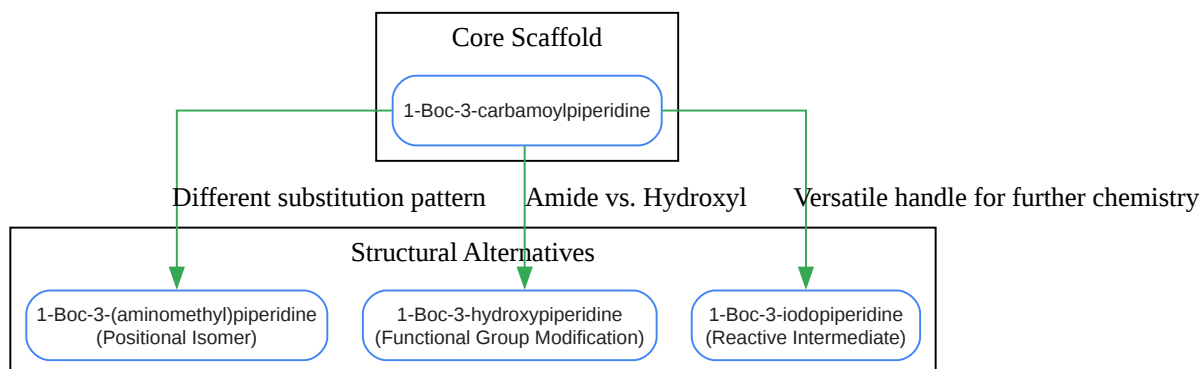 Core Scaffold
1-Boc-3-carbamoylpiperidine
Different substitution pattern
Amide vs. Hydroxyl
Versatile handle for further chemistry
Structural Alternatives
1-Boc-3-(aminomethyl)piperidine
(Positional Isomer)
1-Boc-3-hydroxypiperidine
(Functional Group Modification)
1-Boc-3-iodopiperidine
(Reactive Intermediate)